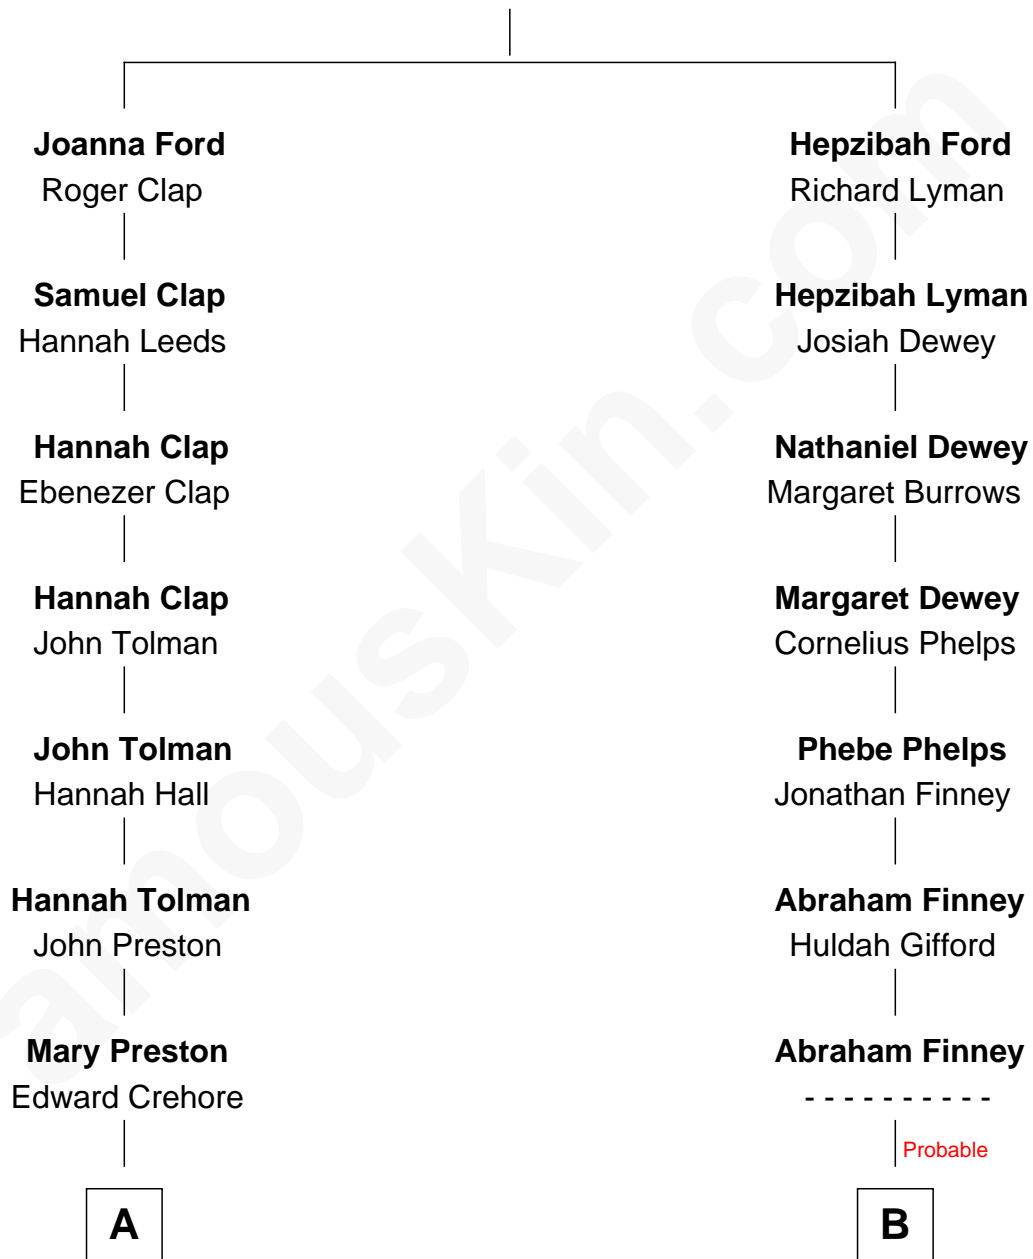 Joanna Ford
Roger Clap
Hepzibah Ford
Richard Lyman
Samuel Clap
Hannah Leeds
Hepzibah Lyman
Josiah Dewey
Hannah Clap
Ebenezer Clap
Nathaniel Dewey
Margaret Burrows
Hannah Clap
John Tolman
Margaret Dewey
Cornelius Phelps
John Tolman
Hannah Hall
Phebe Phelps
Jonathan Finney
Hannah Tolman
John Preston
Abraham Finney
Huldah Gifford
Mary Preston
Edward Crehore
Abraham Finney
- - - - - - - - - -
Probable
A
B
amouskin.com